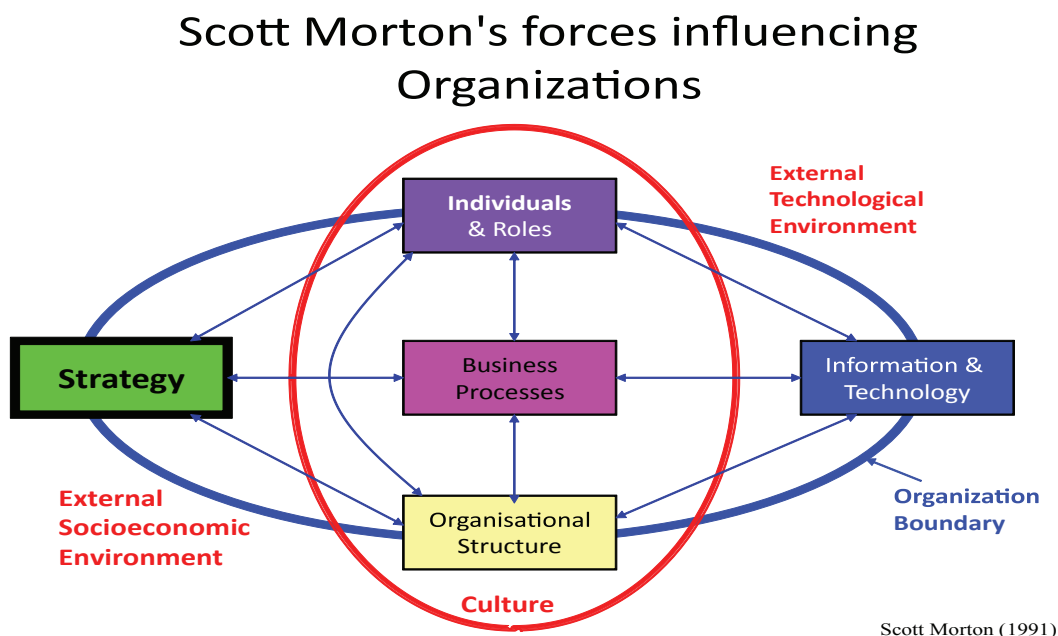 Scott Morton's forces influencing
Organizations
External
Technological
Environment
Individuals
& Roles
Strategy
Business
Processes
Information &
Technology
External
Socioeconomic
Environment
Organisational
Structure
Organization
Boundary
Culture
Scott Morton (1991)